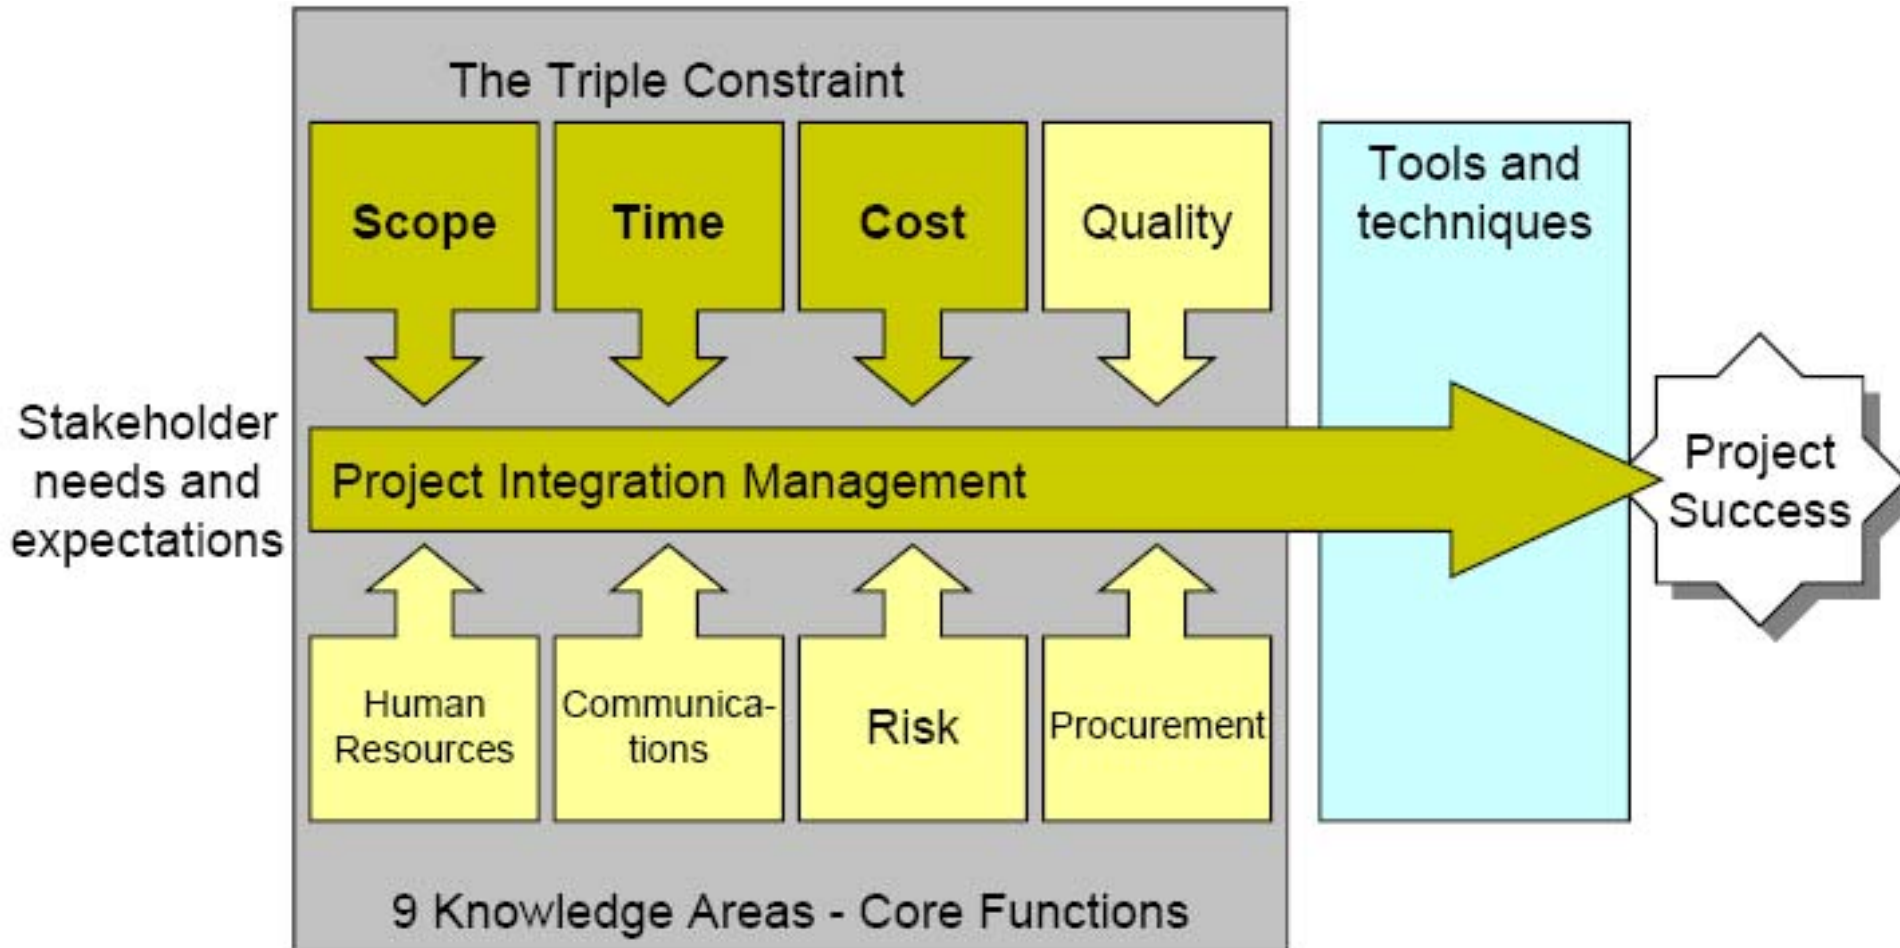 The Triple Constraint
Scope
Time
Cost
Quality
Tools and
techniques
Stakeholder
needs and
expectations
Project Integration Management
Project
Success
Human
Resources
Communica-
tions
Risk
Procurement
9 Knowledge Areas - Core Functions